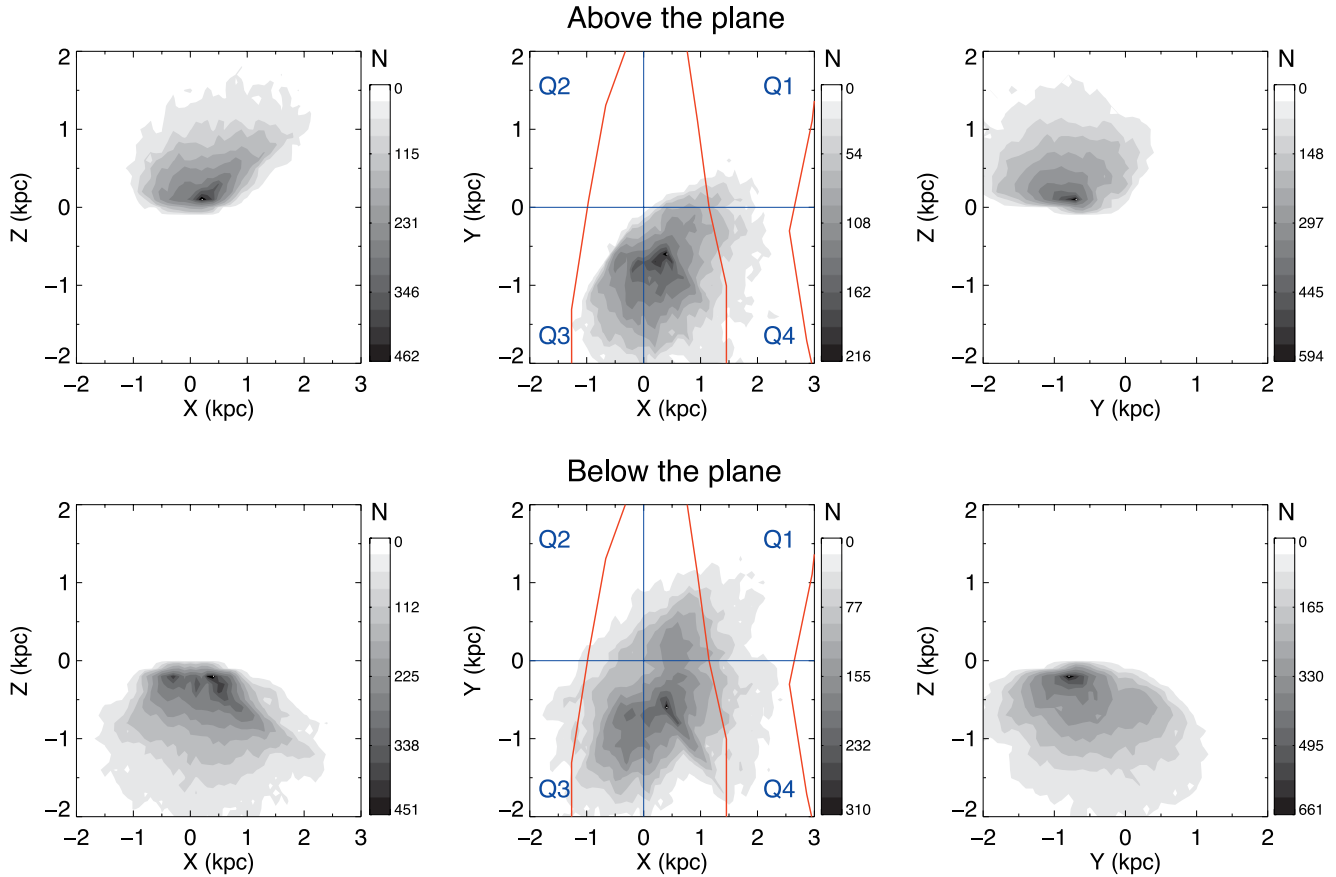 Above the plane
N
N
N
2
1
0
−1
−2
Z (kpc)
−2 −1 0 1 2 3
X (kpc)
0
115
231
346
462
2
1
0
−1
−2
Y (kpc)
Q2
Q1
Q3
Q4
−2 −1 0 1 2 3
X (kpc)
0
54
108
162
216
2
1
0
−1
−2
Z (kpc)
−2 −1 0 1 2
Y (kpc)
0
148
297
445
594
Below the plane
N
N
N
2
1
0
−1
−2
Z (kpc)
−2 −1 0 1 2 3
X (kpc)
0
112
225
338
451
2
1
0
−1
−2
Y (kpc)
Q2
Q1
Q3
Q4
−2 −1 0 1 2 3
X (kpc)
0
77
155
232
310
2
1
0
−1
−2
Z (kpc)
−2 −1 0 1 2
Y (kpc)
0
165
330
495
661